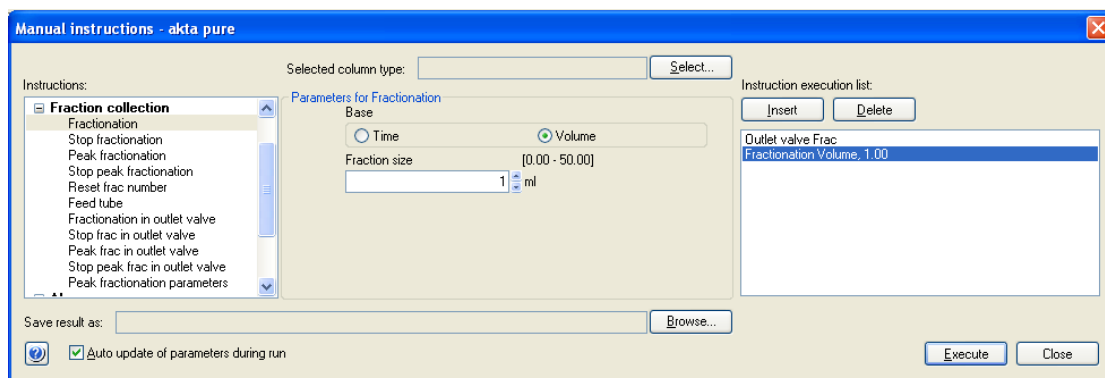 Manual instructions - akta pure
Selected column type:
Select...
Instructions:
Fraction collection
Fractionation
Stop fractionation
Peak fractionation
Stop peak fractionation
Reset frac number
Feed tube
Fractionation in outlet valve
Stop frac in outlet valve
Peak frac in outlet valve
Stop peak frac in outlet valve
Peak fractionation parameters
Parameters for Fractionation
Base
Time
Volume
Fraction size [0.00 - 50.00]
1 ml
Instruction execution list:
Insert Delete
Outlet valve Frac
Fractionation Volume, 1.00
Save result as:
Browse...
Auto update of parameters during run
Execute Close